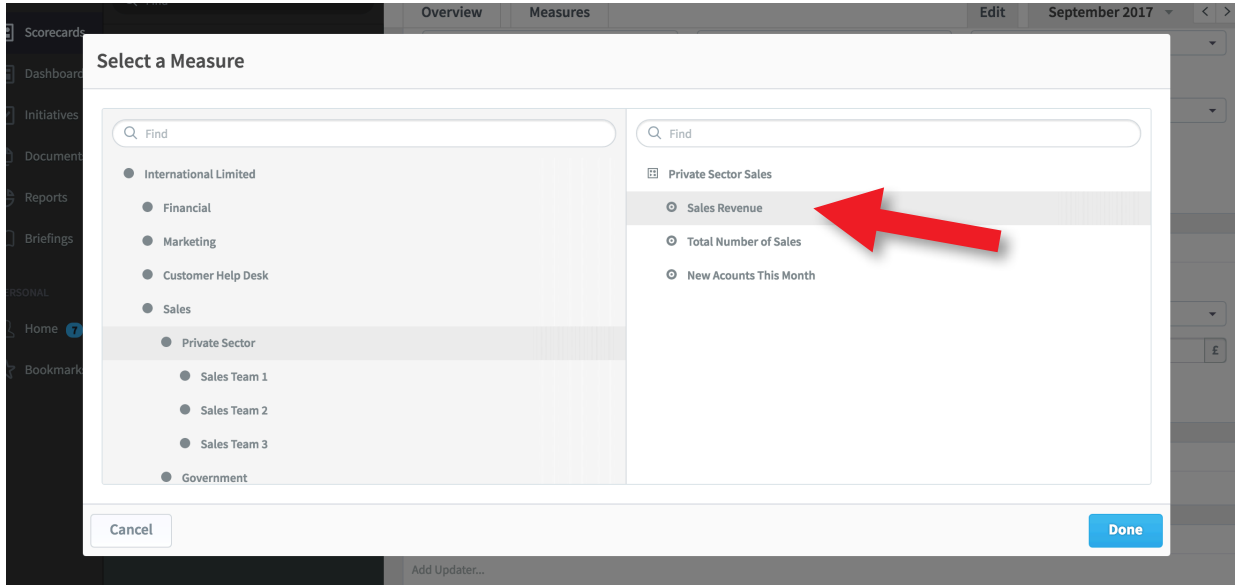 Overview
Measures
Edit
September 2017
Scorecards
Select a Measure
Dashboard
Initiatives
Document
Reports
Briefings
PERSONAL
Home 7
Bookmark
Find
International Limited
Financial
Marketing
Customer Help Desk
Sales
Private Sector
Sales Team 1
Sales Team 2
Sales Team 3
Government
Find
Private Sector Sales
Sales Revenue
Total Number of Sales
New Acounts This Month
£
Cancel
Done
Add Updater...